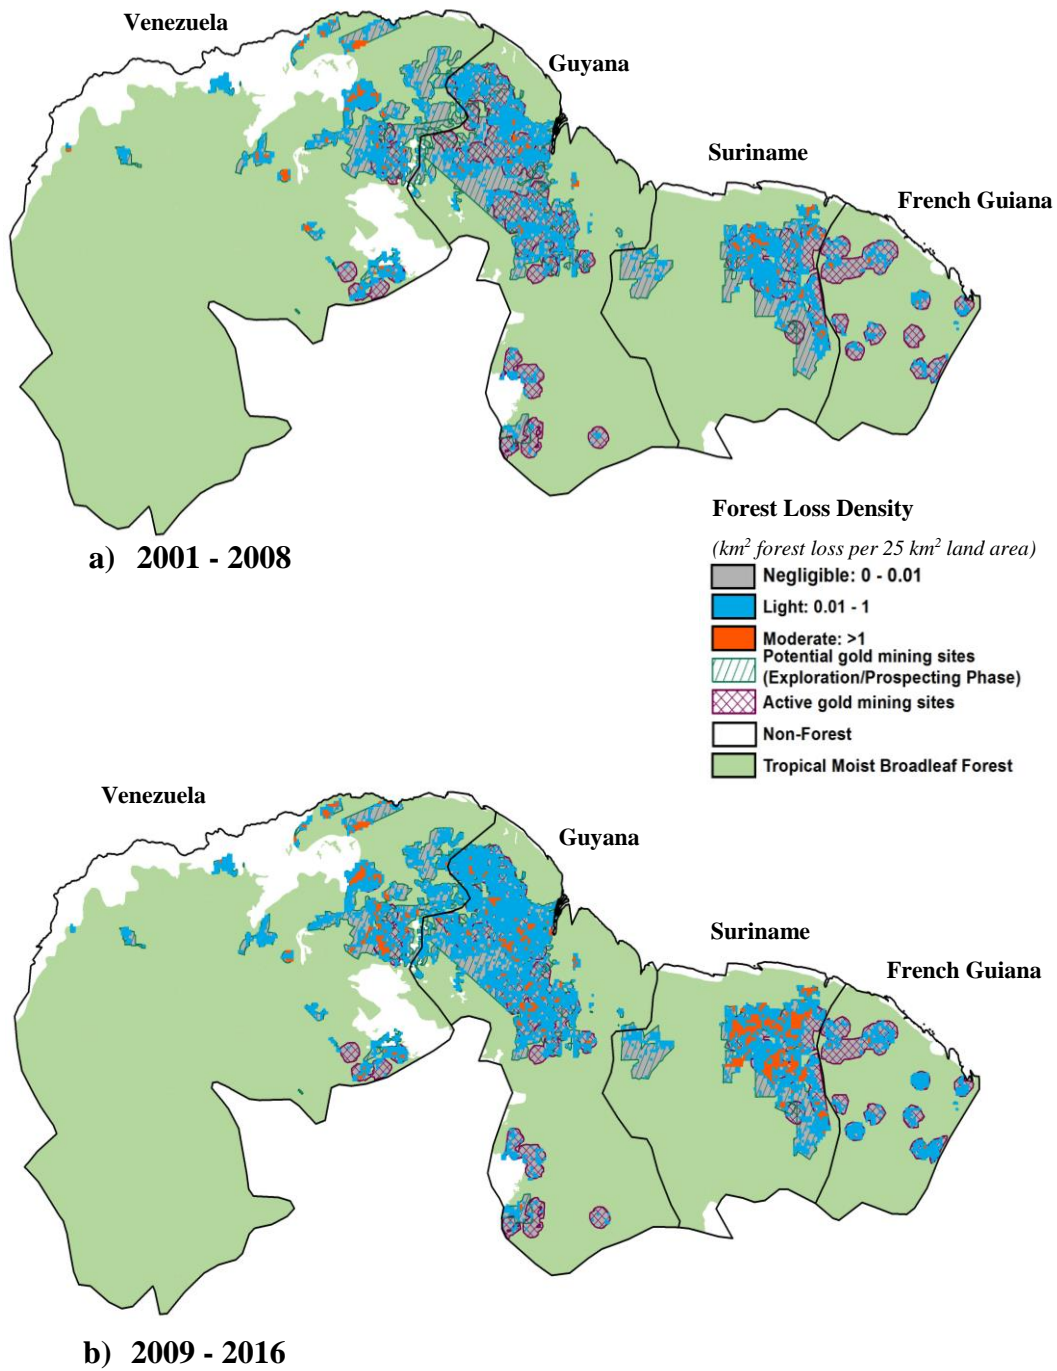 Venezuela
Guyana
Suriname
French Guiana
a) 2001 - 2008
Forest Loss Density
(km² forest loss per 25 km² land area)
Negligible: 0 - 0.01
Light: 0.01 - 1
Moderate: >1
Potential gold mining sites
(Exploration/Prospecting Phase)
Active gold mining sites
Non-Forest
Tropical Moist Broadleaf Forest
Venezuela
Guyana
Suriname
French Guiana
b) 2009 - 2016